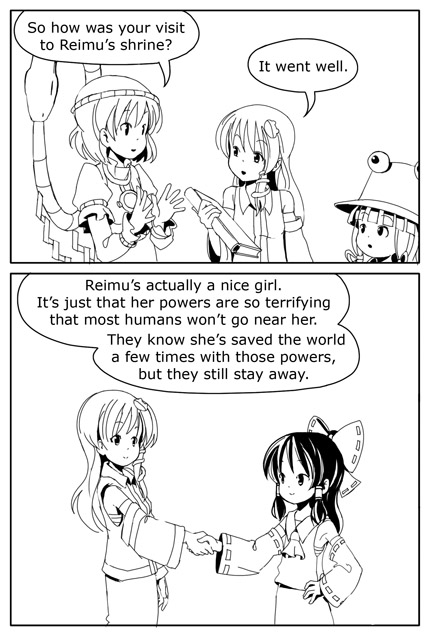 So how was your visit
to Reimu's shrine?
It went well.
Reimu's actually a nice girl.
It's just that her powers are so terrifying
that most humans won't go near her.
They know she's saved the world
a few times with those powers,
but they still stay away.